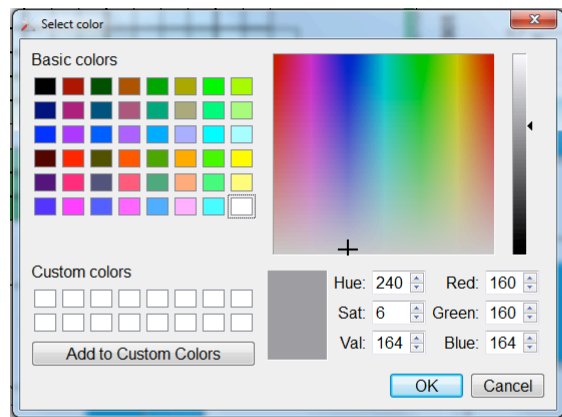 Select color
Basic colors
Custom colors
Hue: 240 Red: 160
Sat: 6 Green: 160
Val: 164 Blue: 164
Add to Custom Colors
OK Cancel